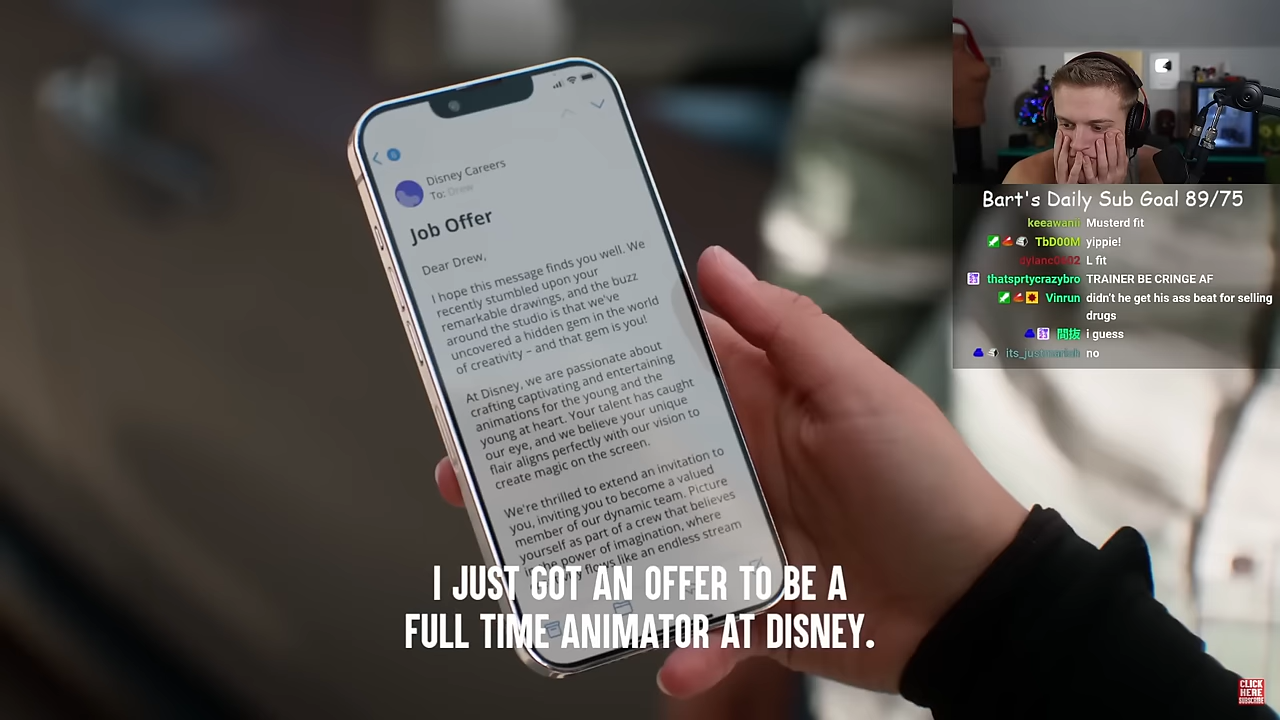 Disney Careers
To: Drew
Job Offer
Dear Drew,
I hope this message finds you well. We
recently stumbled upon your
remarkable drawings, and the buzz
around the studio is that we've
uncovered a hidden gem in the world
of creativity – and that gem is you!
At Disney, we are passionate about
crafting captivating and entertaining
animations for the young and the
young at heart. Your talent has caught
our eye, and we believe your unique
flair aligns perfectly with our vision to
create magic on the screen.
We're thrilled to extend an invitation to
you, inviting you to become a valued
member of our dynamic team. Picture
yourself as part of a crew that believes
in the power of imagination, where
flows like an endless stream
I JUST GOT AN OFFER TO BE A
FULL TIME ANIMATOR AT DISNEY.
Bart's Daily Sub Goal 89/75
keeawanii Musterd fit
TbD00M yippie!
L fit
thatsprtycrazybro TRAINER BE CRINGE AF
Vinrun didn't he get his ass beat for selling
drugs
間抜 i guess
no
CLICK
HERE
SUBSCRIBE